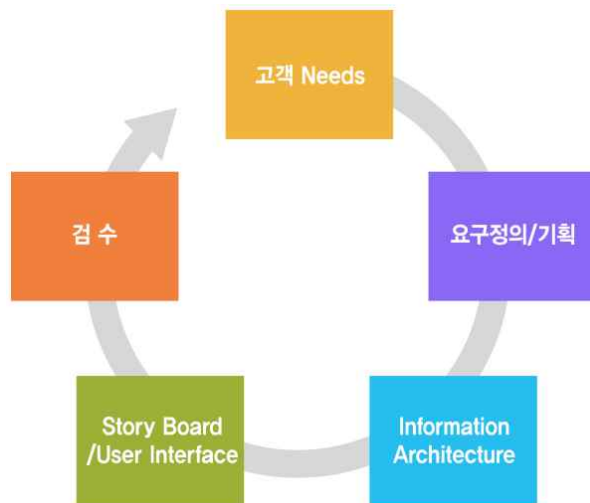 고객 Needs
요구정의/기획
Information
Architecture
Story Board
/User Interface
검 수